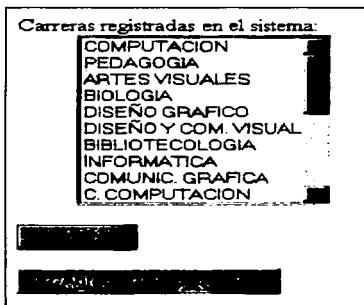 Carreras registradas en el sistema:
COMPUTACION
PEDAGOGIA
ARTES VISUALES
BIOLOGIA
DISEÑO GRAFICO
DISEÑO Y COM. VISUAL
BIBLIOTECOLOGIA
INFORMATICA
COMUNIC. GRAFICA
C. COMPUTACION